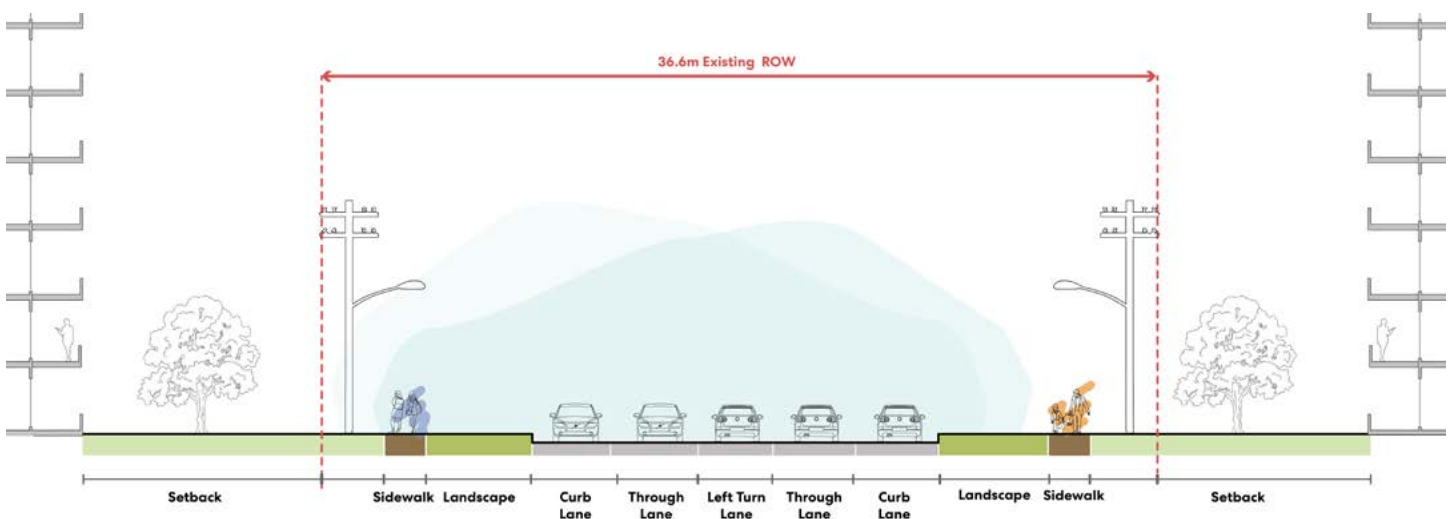 36.6m Existing ROW
Setback
Sidewalk
Landscape
Curb
Lane
Through
Lane
Left Turn
Lane
Through
Lane
Curb
Lane
Landscape
Sidewalk
Setback